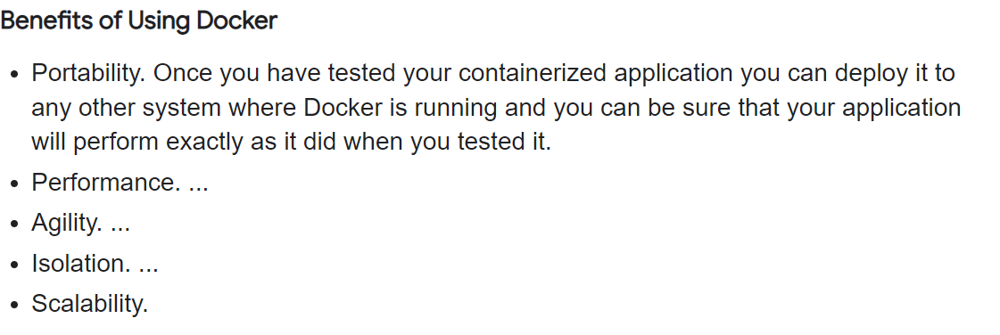 Benefits of Using Docker
• Portability. Once you have tested your containerized application you can deploy it to
any other system where Docker is running and you can be sure that your application
will perform exactly as it did when you tested it.
• Performance. ...
• Agility. ...
• Isolation. ...
• Scalability.